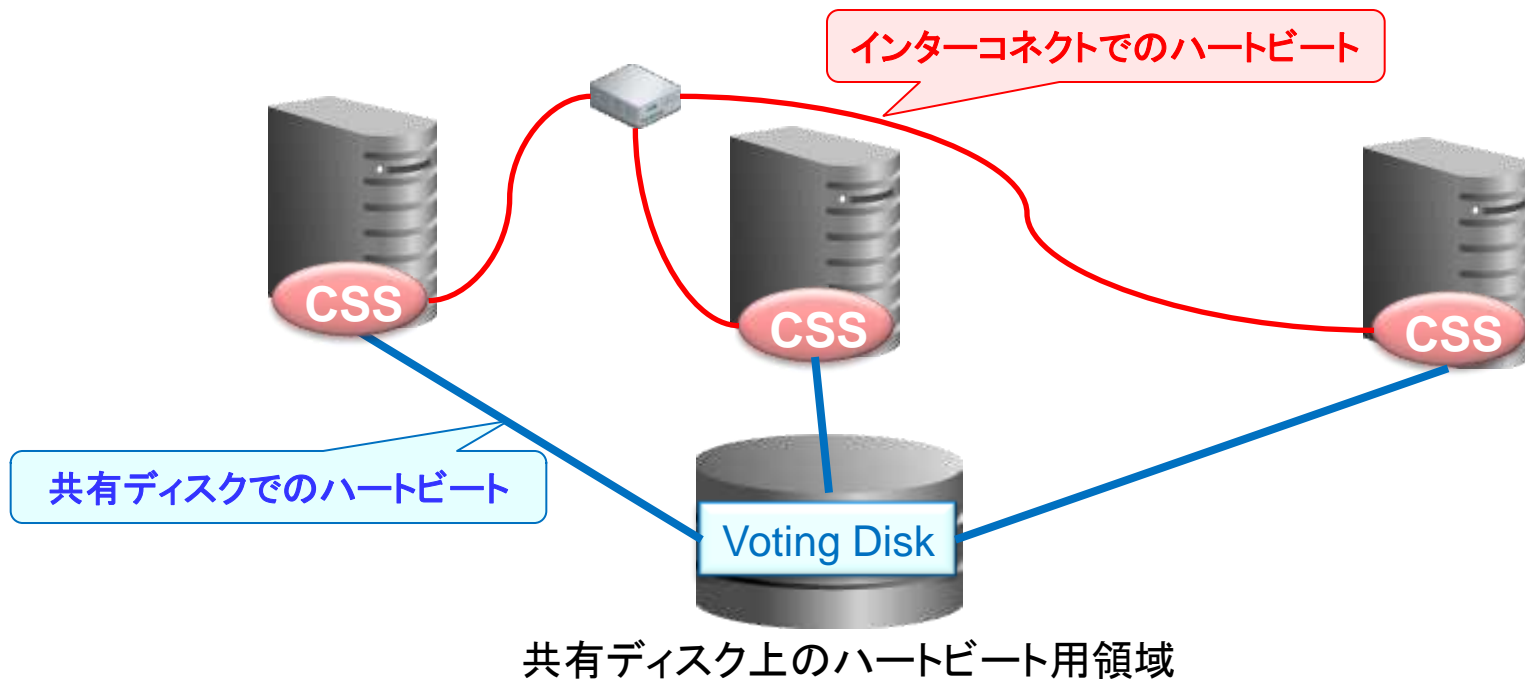 インターコネクトでのハートビート
CSS
CSS
CSS
共有ディスクでのハートビート
Voting Disk
共有ディスク上のハートビート用領域